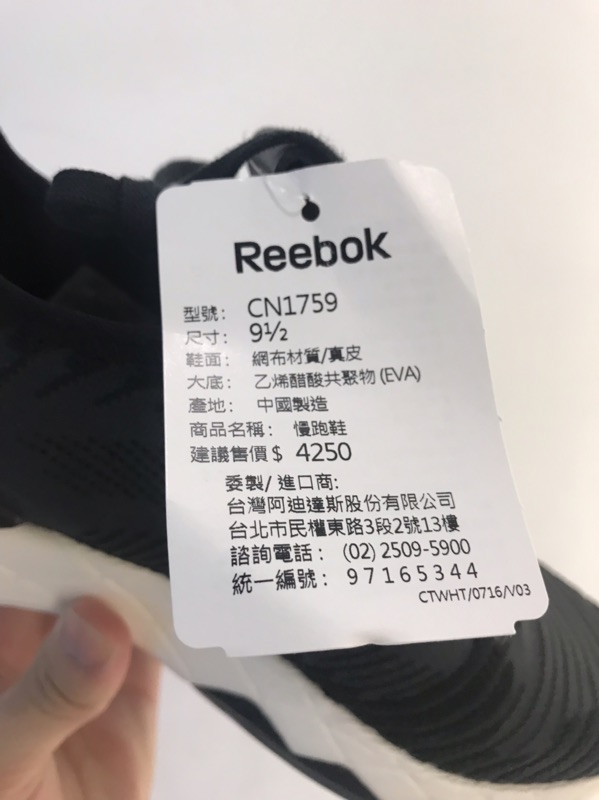 Reebok
型號： CN1759
尺寸： 9½
鞋面： 網布材質/真皮
大底： 乙烯醋酸共聚物(EVA)
產地： 中國製造
商品名稱： 慢跑鞋
建議售價$ 4250
委製/進口商:
台灣阿迪達斯股份有限公司
台北市民權東路3段2號13樓
諮詢電話： (02) 2509-5900
統一編號： 97165344
CTWHT/0716/V03